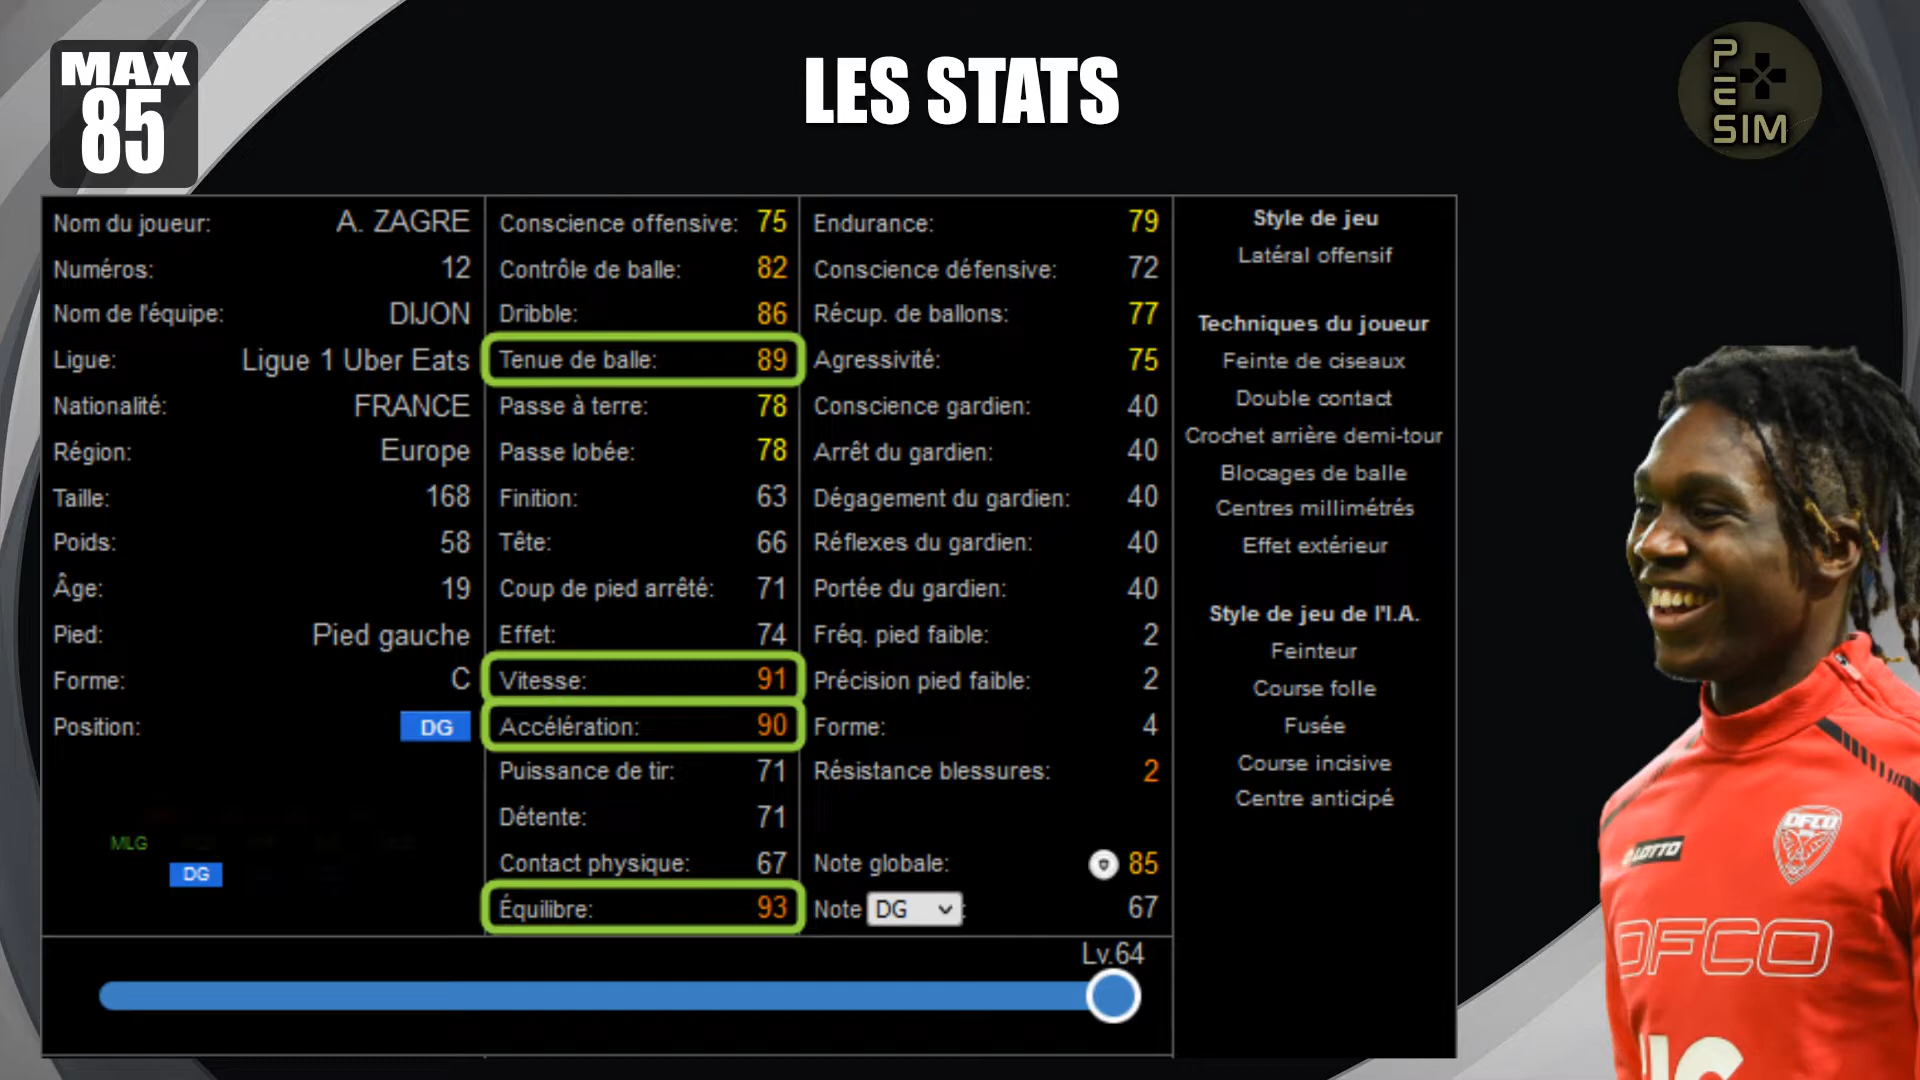 MAX
85
LES STATS
PE
SIM
Nom du joueur: A. ZAGRE
Numéros: 12
Nom de l'équipe: DIJON
Ligue: Ligue 1 Uber Eats
Nationalité: FRANCE
Région: Europe
Taille: 168
Poids: 58
Âge: 19
Pied: Pied gauche
Forme: C
Position: DG
MLG
DG
Conscience offensive: 75
Contrôle de balle: 82
Dribble: 86
Tenue de balle: 89
Passe à terre: 78
Passe lobée: 78
Finition: 63
Tête: 66
Coup de pied arrêté: 71
Effet: 74
Vitesse: 91
Accélération: 90
Puissance de tir: 71
Détente: 71
Contact physique: 67
Équilibre: 93
Endurance: 79
Conscience défensive: 72
Récup. de ballons: 77
Agressivité: 75
Conscience gardien: 40
Arrêt du gardien: 40
Dégagement du gardien: 40
Réflexes du gardien: 40
Portée du gardien: 40
Fréq. pied faible: 2
Précision pied faible: 2
Forme: 4
Résistance blessures: 2
Note globale: 85
Note DG : 67
Lv.64
Style de jeu
Latéral offensif
Techniques du joueur
Feinte de ciseaux
Double contact
Crochet arrière demi-tour
Blocages de balle
Centres millimétrés
Effet extérieur
Style de jeu de l'I.A.
Feinteur
Course folle
Fusée
Course incisive
Centre anticipé
LOTTO
DFCO
DFCO